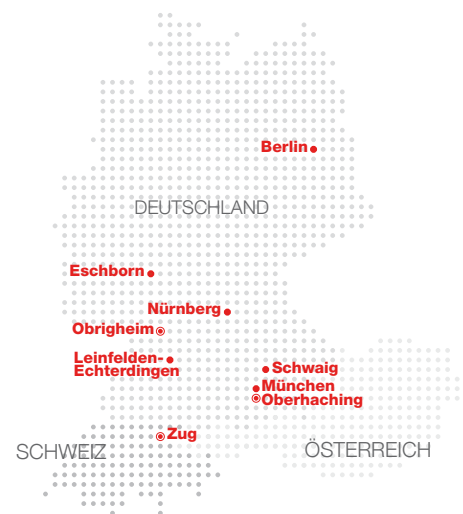 Berlin
DEUTSCHLAND
Eschborn
Nürnberg
Obrigheim
Leinfelden-
Echterdingen
Schwaig
München
Oberhaching
Zug
SCHWEIZ
ÖSTERREICH